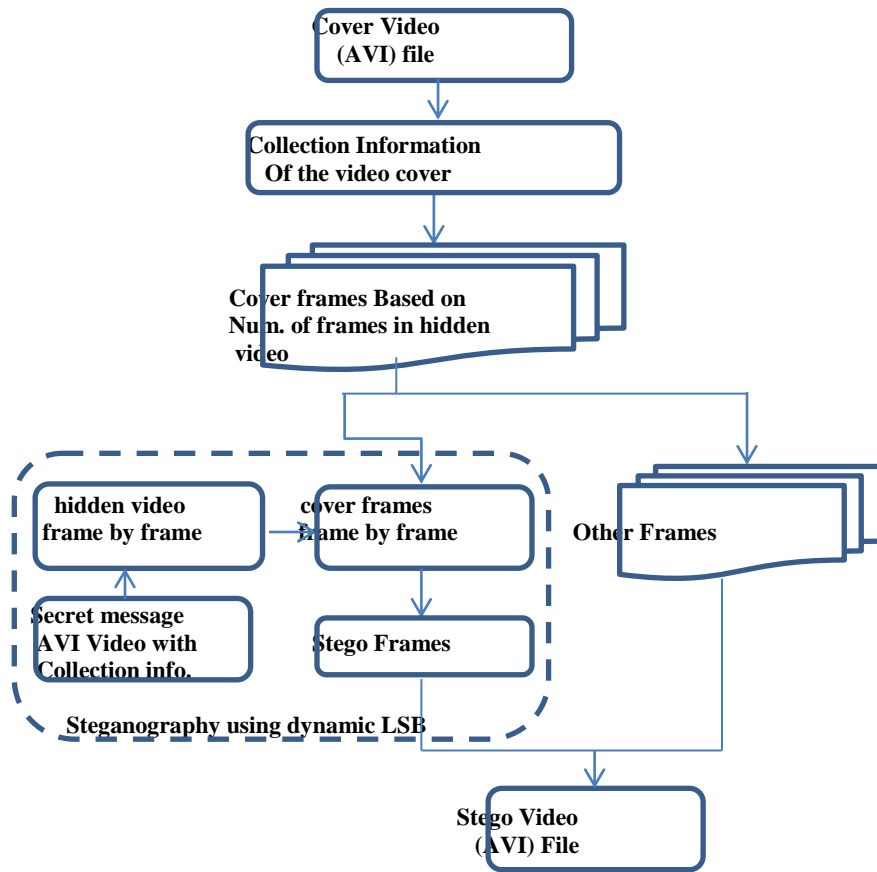 Cover Video
(AVI) file
Collection Information
Of the video cover
Cover frames Based on
Num. of frames in hidden
video
hidden video
frame by frame
cover frames
frame by frame
Other Frames
Secret message
AVI Video with
Collection info.
Stego Frames
Steganography using dynamic LSB
Stego Video
(AVI) File